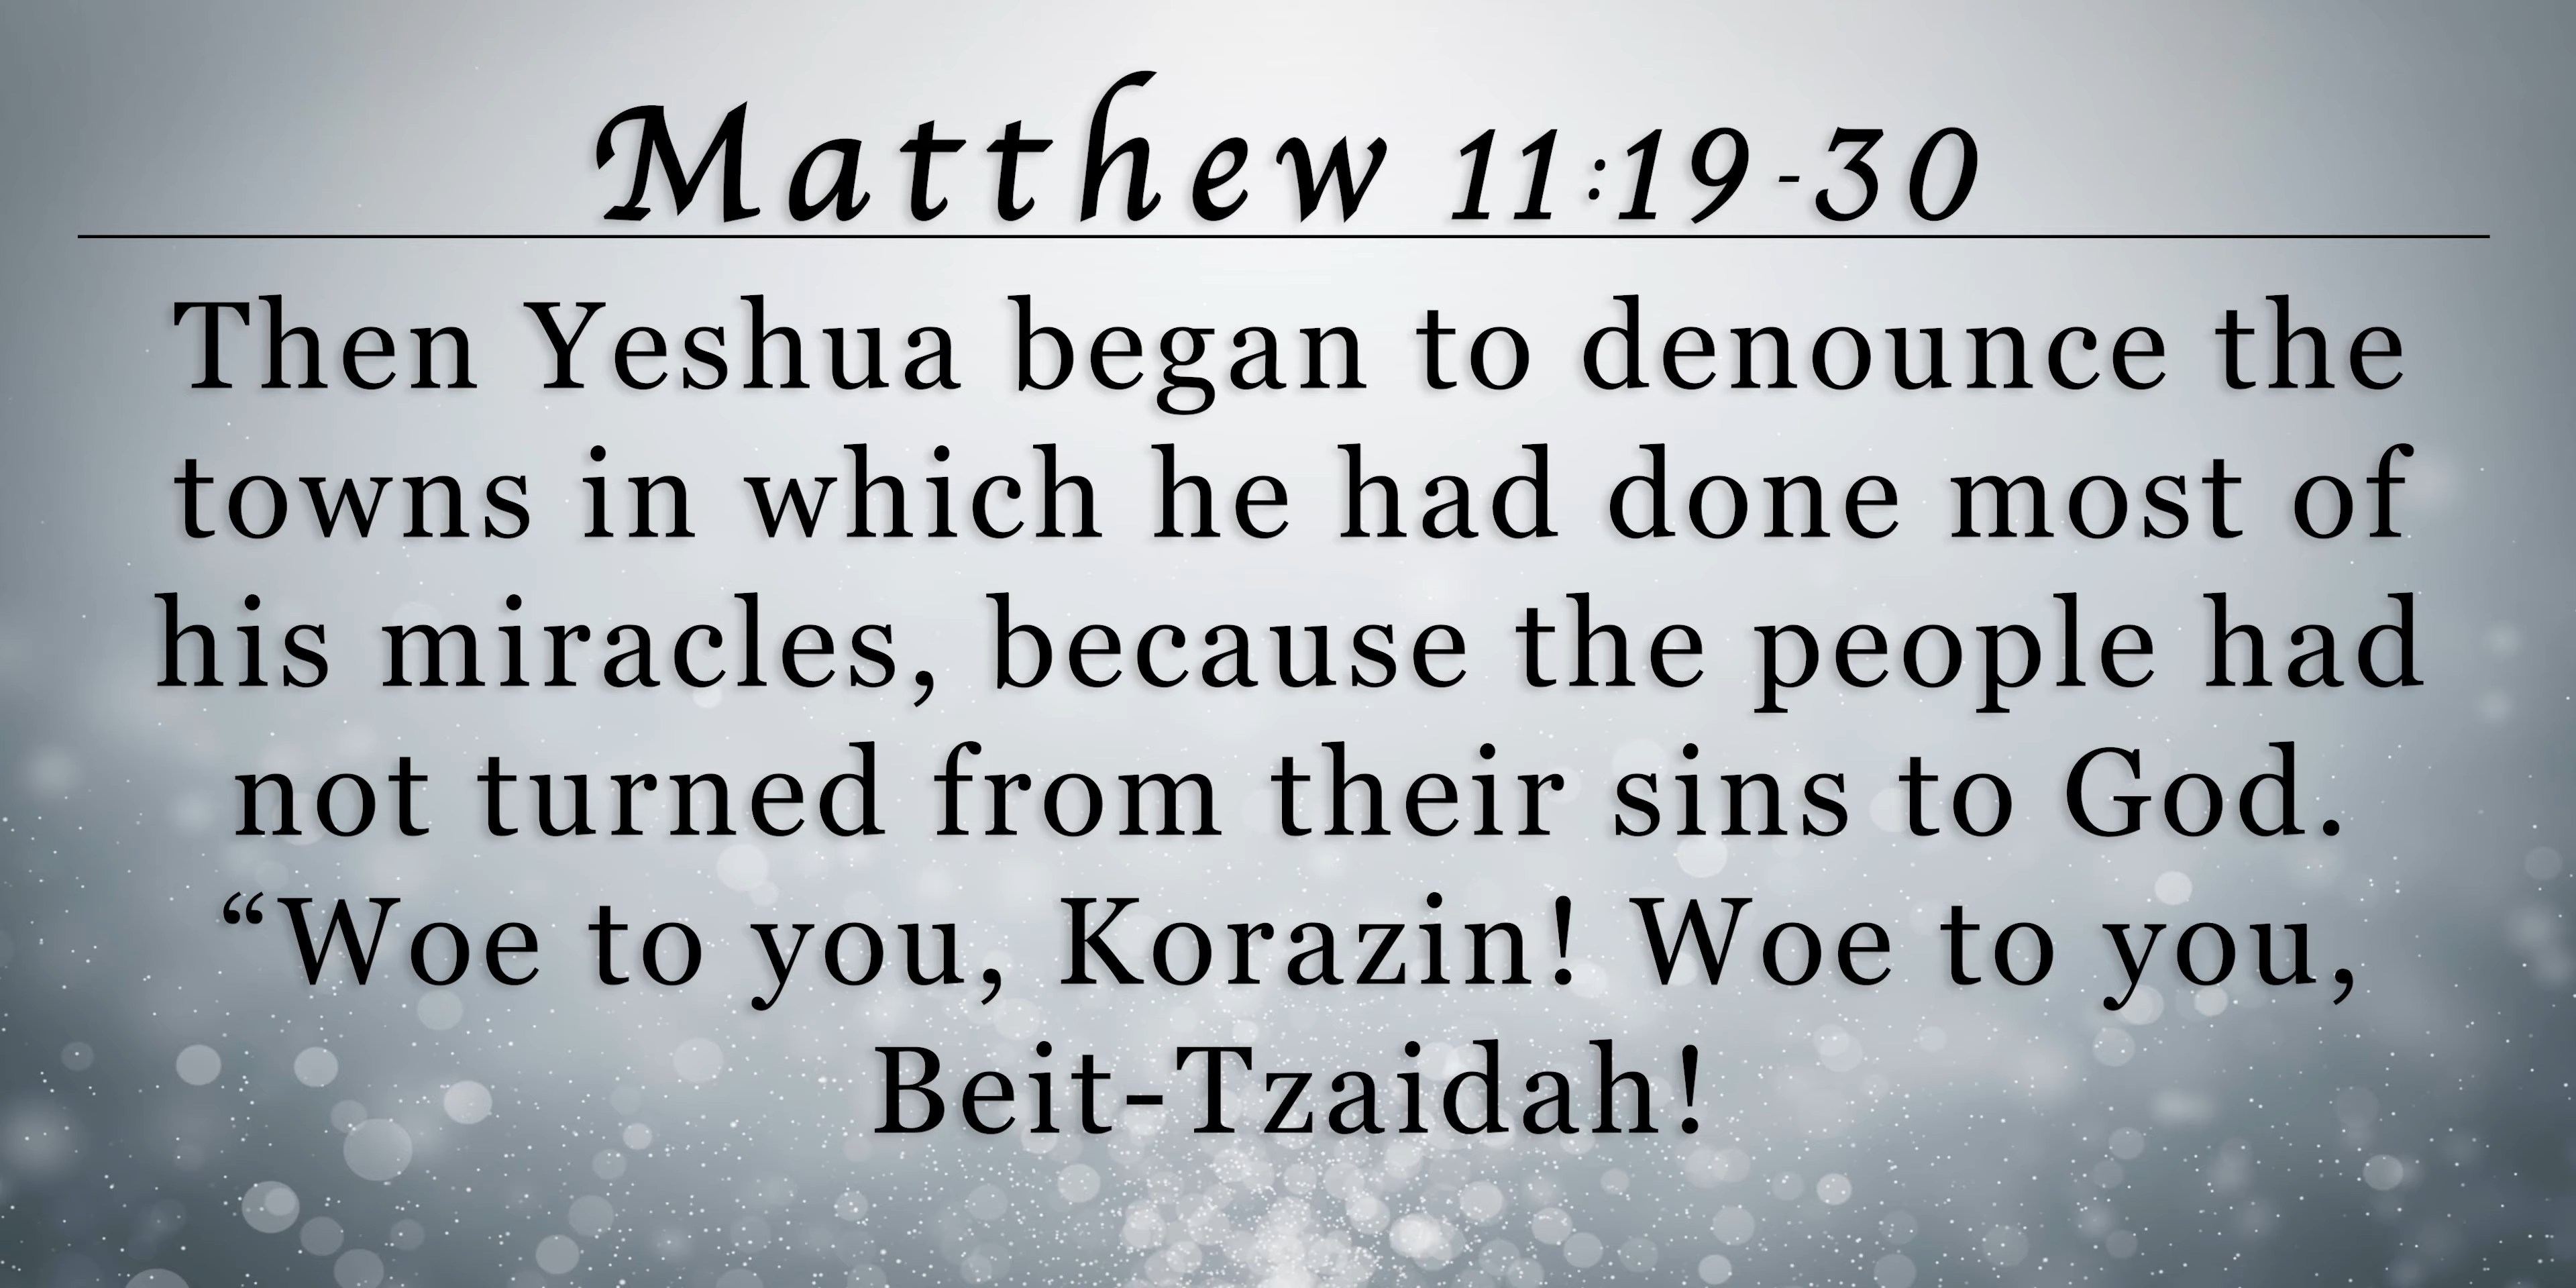 Matthew 11:19-30
Then Yeshua began to denounce the
towns in which he had done most of
his miracles, because the people had
not turned from their sins to God.
“Woe to you, Korazin! Woe to you,
Beit-Tzaidah!